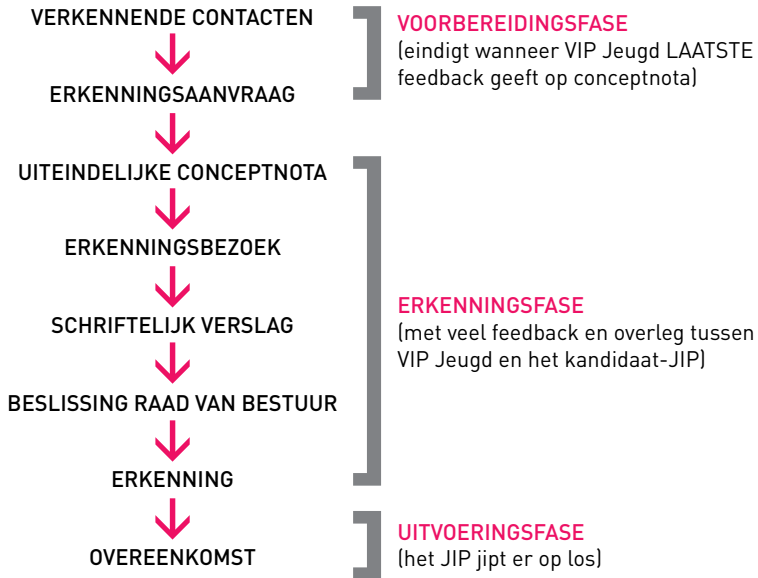 VERKENNENDE CONTACTEN
ERKENNINGSAANVRAAG
VOORBEREIDINGSFASE
(eindigt wanneer VIP Jeugd LAATSTE
feedback geeft op conceptnota)
UITEINDELIJKE CONCEPTNOTA
ERKENNINGSBEZOEK
SCHRIFTELIJK VERSLAG
BESLISSING RAAD VAN BESTUUR
ERKENNING
ERKENNINGSFASE
(met veel feedback en overleg tussen
VIP Jeugd en het kandidaat-JIP)
OVEREENKOMST
UITVOERINGSFASE
(het JIP jipt er op los)